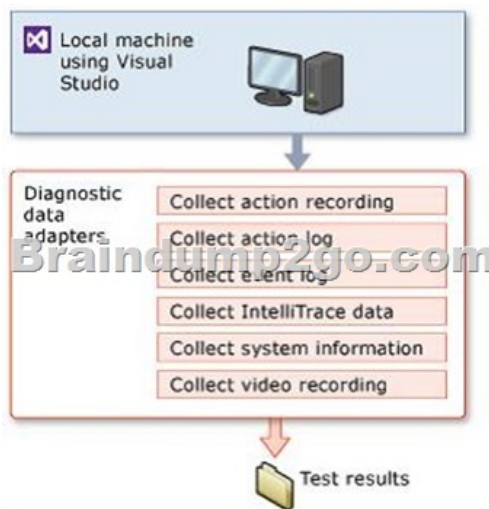 Local machine
using Visual
Studio
Diagnostic
data
adapters
Collect action recording
Collect action log
Braindump2go.com
Collect event log
Collect IntelliTrace data
Collect system information
Collect video recording
Test results